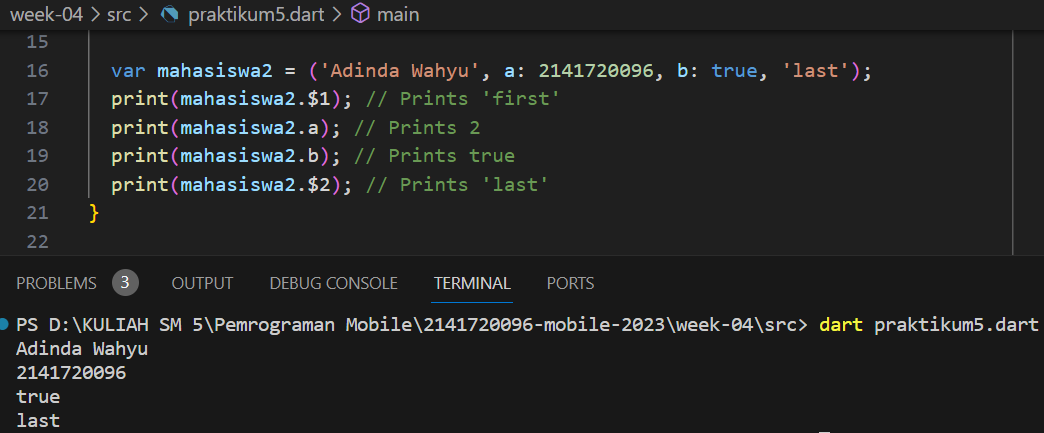 week-04 > src > praktikum5.dart > main
15
16 var mahasiswa2 = ('Adinda Wahyu', a: 2141720096, b: true, 'last');
17 print(mahasiswa2.$1); // Prints 'first'
18 print(mahasiswa2.a); // Prints 2
19 print(mahasiswa2.b); // Prints true
20 print(mahasiswa2.$2); // Prints 'last'
21 }
22
PROBLEMS 3 OUTPUT DEBUG CONSOLE TERMINAL PORTS
PS D:\KULIAH SM 5\Pemrograman Mobile\2141720096-mobile-2023\week-04\src> dart praktikum5.dart
Adinda Wahyu
2141720096
true
last